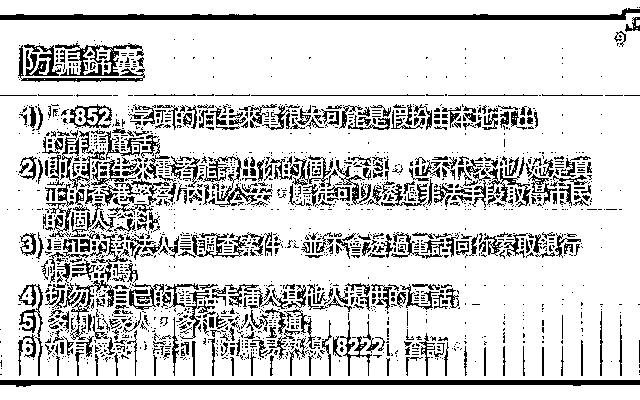 防騙錦囊
1)「+852」字頭的陌生來電很大可能是假扮由本地打出
的詐騙電話;
2) 即使陌生來電者能講出你的個人資料，也不代表他/她是真
正的香港警察/內地公安，騙徒可以透過非法手段取得市民
的個人資料;
3) 真正的執法人員調查案件，並不會透過電話向你索取銀行
帳戶密碼;
4) 切勿將自己的電話卡插入其他人提供的電話;
5) 多關心家人，多和家人溝通;
6) 如有懷疑，請打「防騙易熱線18222」查詢。